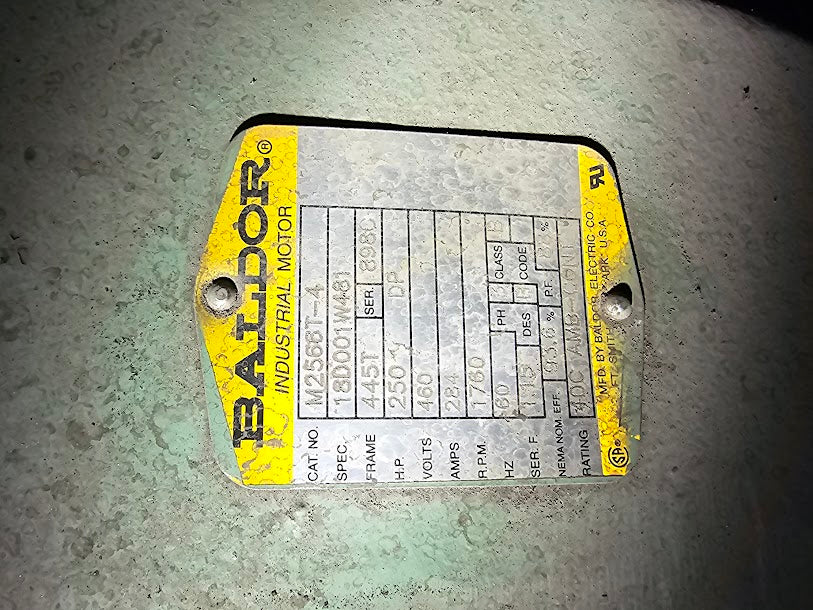 BALDOR®
INDUSTRIAL MOTOR
CAT. NO. M2568T-4
SPEC. 18D001W481
FRAME 445T SER. 898C
H.P. 250 DP
VOLTS 460
AMPS 284
R.P.M. 1760
HZ 60 PH 3 CLASS B
SER. F. 1.15 DES CODE
NEMA NOM. EFF. 93.6 % P.F. %
RATING 40C AMB-CONT
MFD. BY BALDOR ELECTRIC CO.
FT. SMITH, U.S.A.